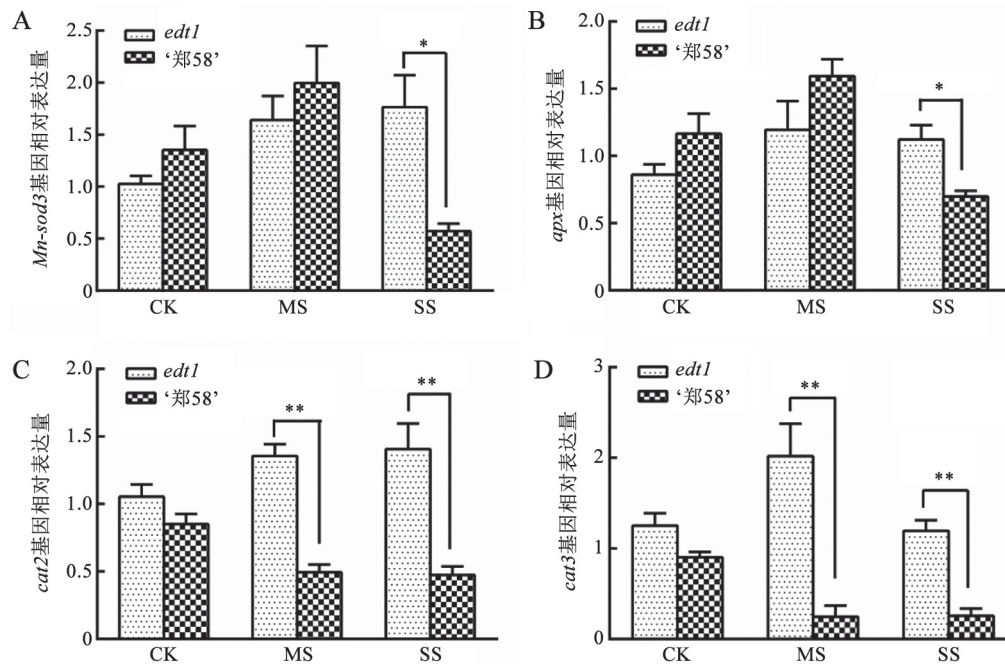 A
Mn-sod3基因相对表达量
2.5
2.0
1.5
1.0
0.5
0
edt1
‘郑58’
*
CK MS SS
B
apx基因相对表达量
2.0
1.5
1.0
0.5
0
edt1
‘郑58’
*
CK MS SS
C
cat2基因相对表达量
2.0
1.5
1.0
0.5
0
edt1
‘郑58’
**
**
CK MS SS
D
cat3基因相对表达量
3
2
1
0
edt1
‘郑58’
**
**
CK MS SS